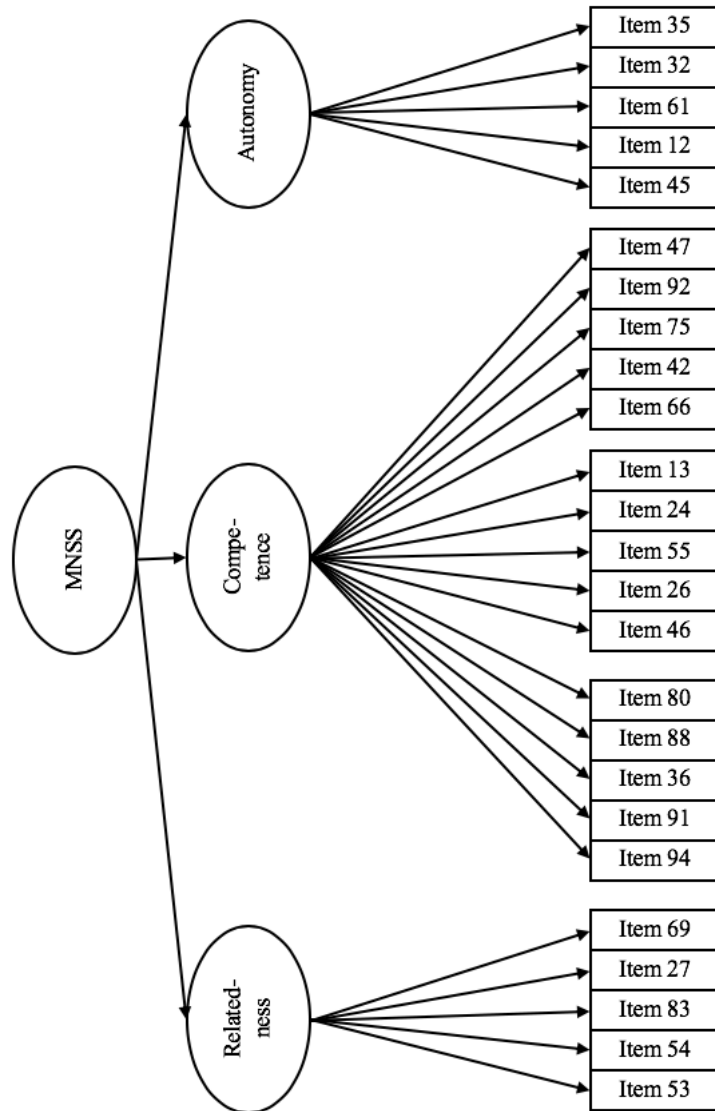 MNSS
Autonomy
Compe-
tence
Related-
ness
Item 35
Item 32
Item 61
Item 12
Item 45
Item 47
Item 92
Item 75
Item 42
Item 66
Item 13
Item 24
Item 55
Item 26
Item 46
Item 80
Item 88
Item 36
Item 91
Item 94
Item 69
Item 27
Item 83
Item 54
Item 53